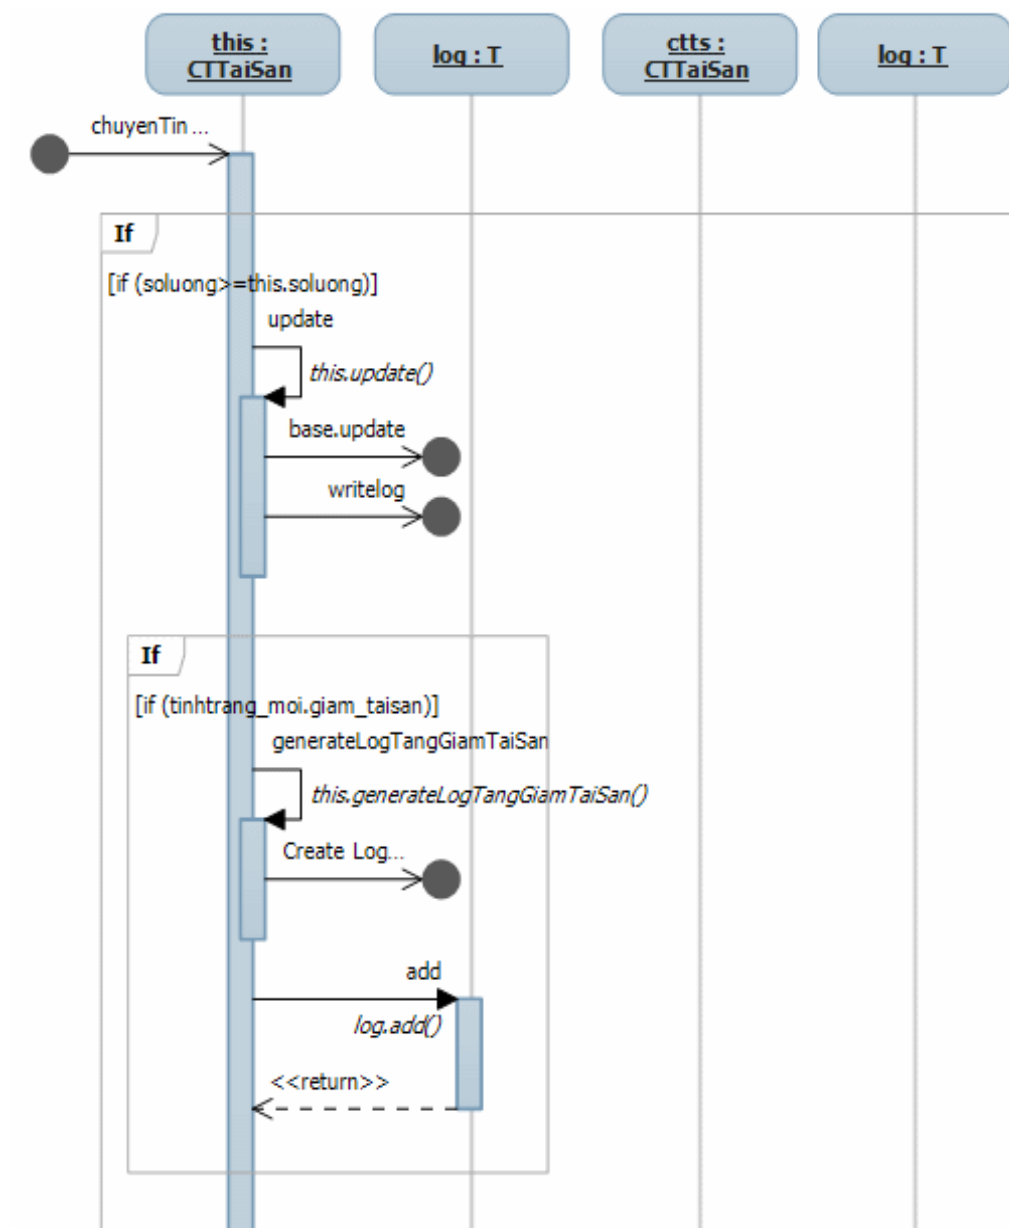 this :
CTTaiSan
log : T
ctts :
CTTaiSan
log : T
chuyenTin ...
If
[if (soluong>=this.soluong)]
update
this.update()
base.update
writelog
If
[if (tinhtrang_moi.giam_taisan)]
generateLogTangGiamTaiSan
this.generateLogTangGiamTaiSan()
Create Log...
add
log.add()
<<return>>